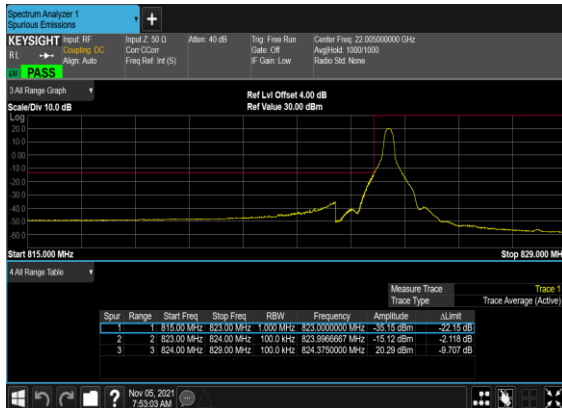 Spectrum Analyzer 1
Spurious Emissions
KEYSIGHT Input: RF Input Z: 50 Ω Atten: 40 dB Trig: Free Run Center Freq: 22.005000000 GHz
RL Coupling: DC Corr CCorr Gate: Off Avg|Hold: 1000/1000
Align: Auto Freq Ref: Int (S) IF Gain: Low Radio Std: None
PASS
3 All Range Graph
Ref Lvl Offset 4.00 dB
Scale/Div 10.0 dB Ref Value 30.00 dBm
Log
20.0
10.0
0.00
-10.0
-20.0
-30.0
-40.0
-50.0
-60.0
Start 815.000 MHz Stop 829.000 MH
4 All Range Table
Measure Trace Trace 1
Trace Type Trace Average (Active)
Spur Range Start Freq Stop Freq RBW Frequency Amplitude ΔLimit
1 1 815.00 MHz 823.00 MHz 1.000 MHz 823.0000000 MHz -35.15 dBm -22.15 dB
2 2 823.00 MHz 824.00 MHz 100.0 kHz 823.9966667 MHz -15.12 dBm -2.118 dB
3 3 824.00 MHz 829.00 MHz 100.0 kHz 824.3750000 MHz 20.29 dBm -9.707 dB
? Nov 05, 2021
7:53:03 AM